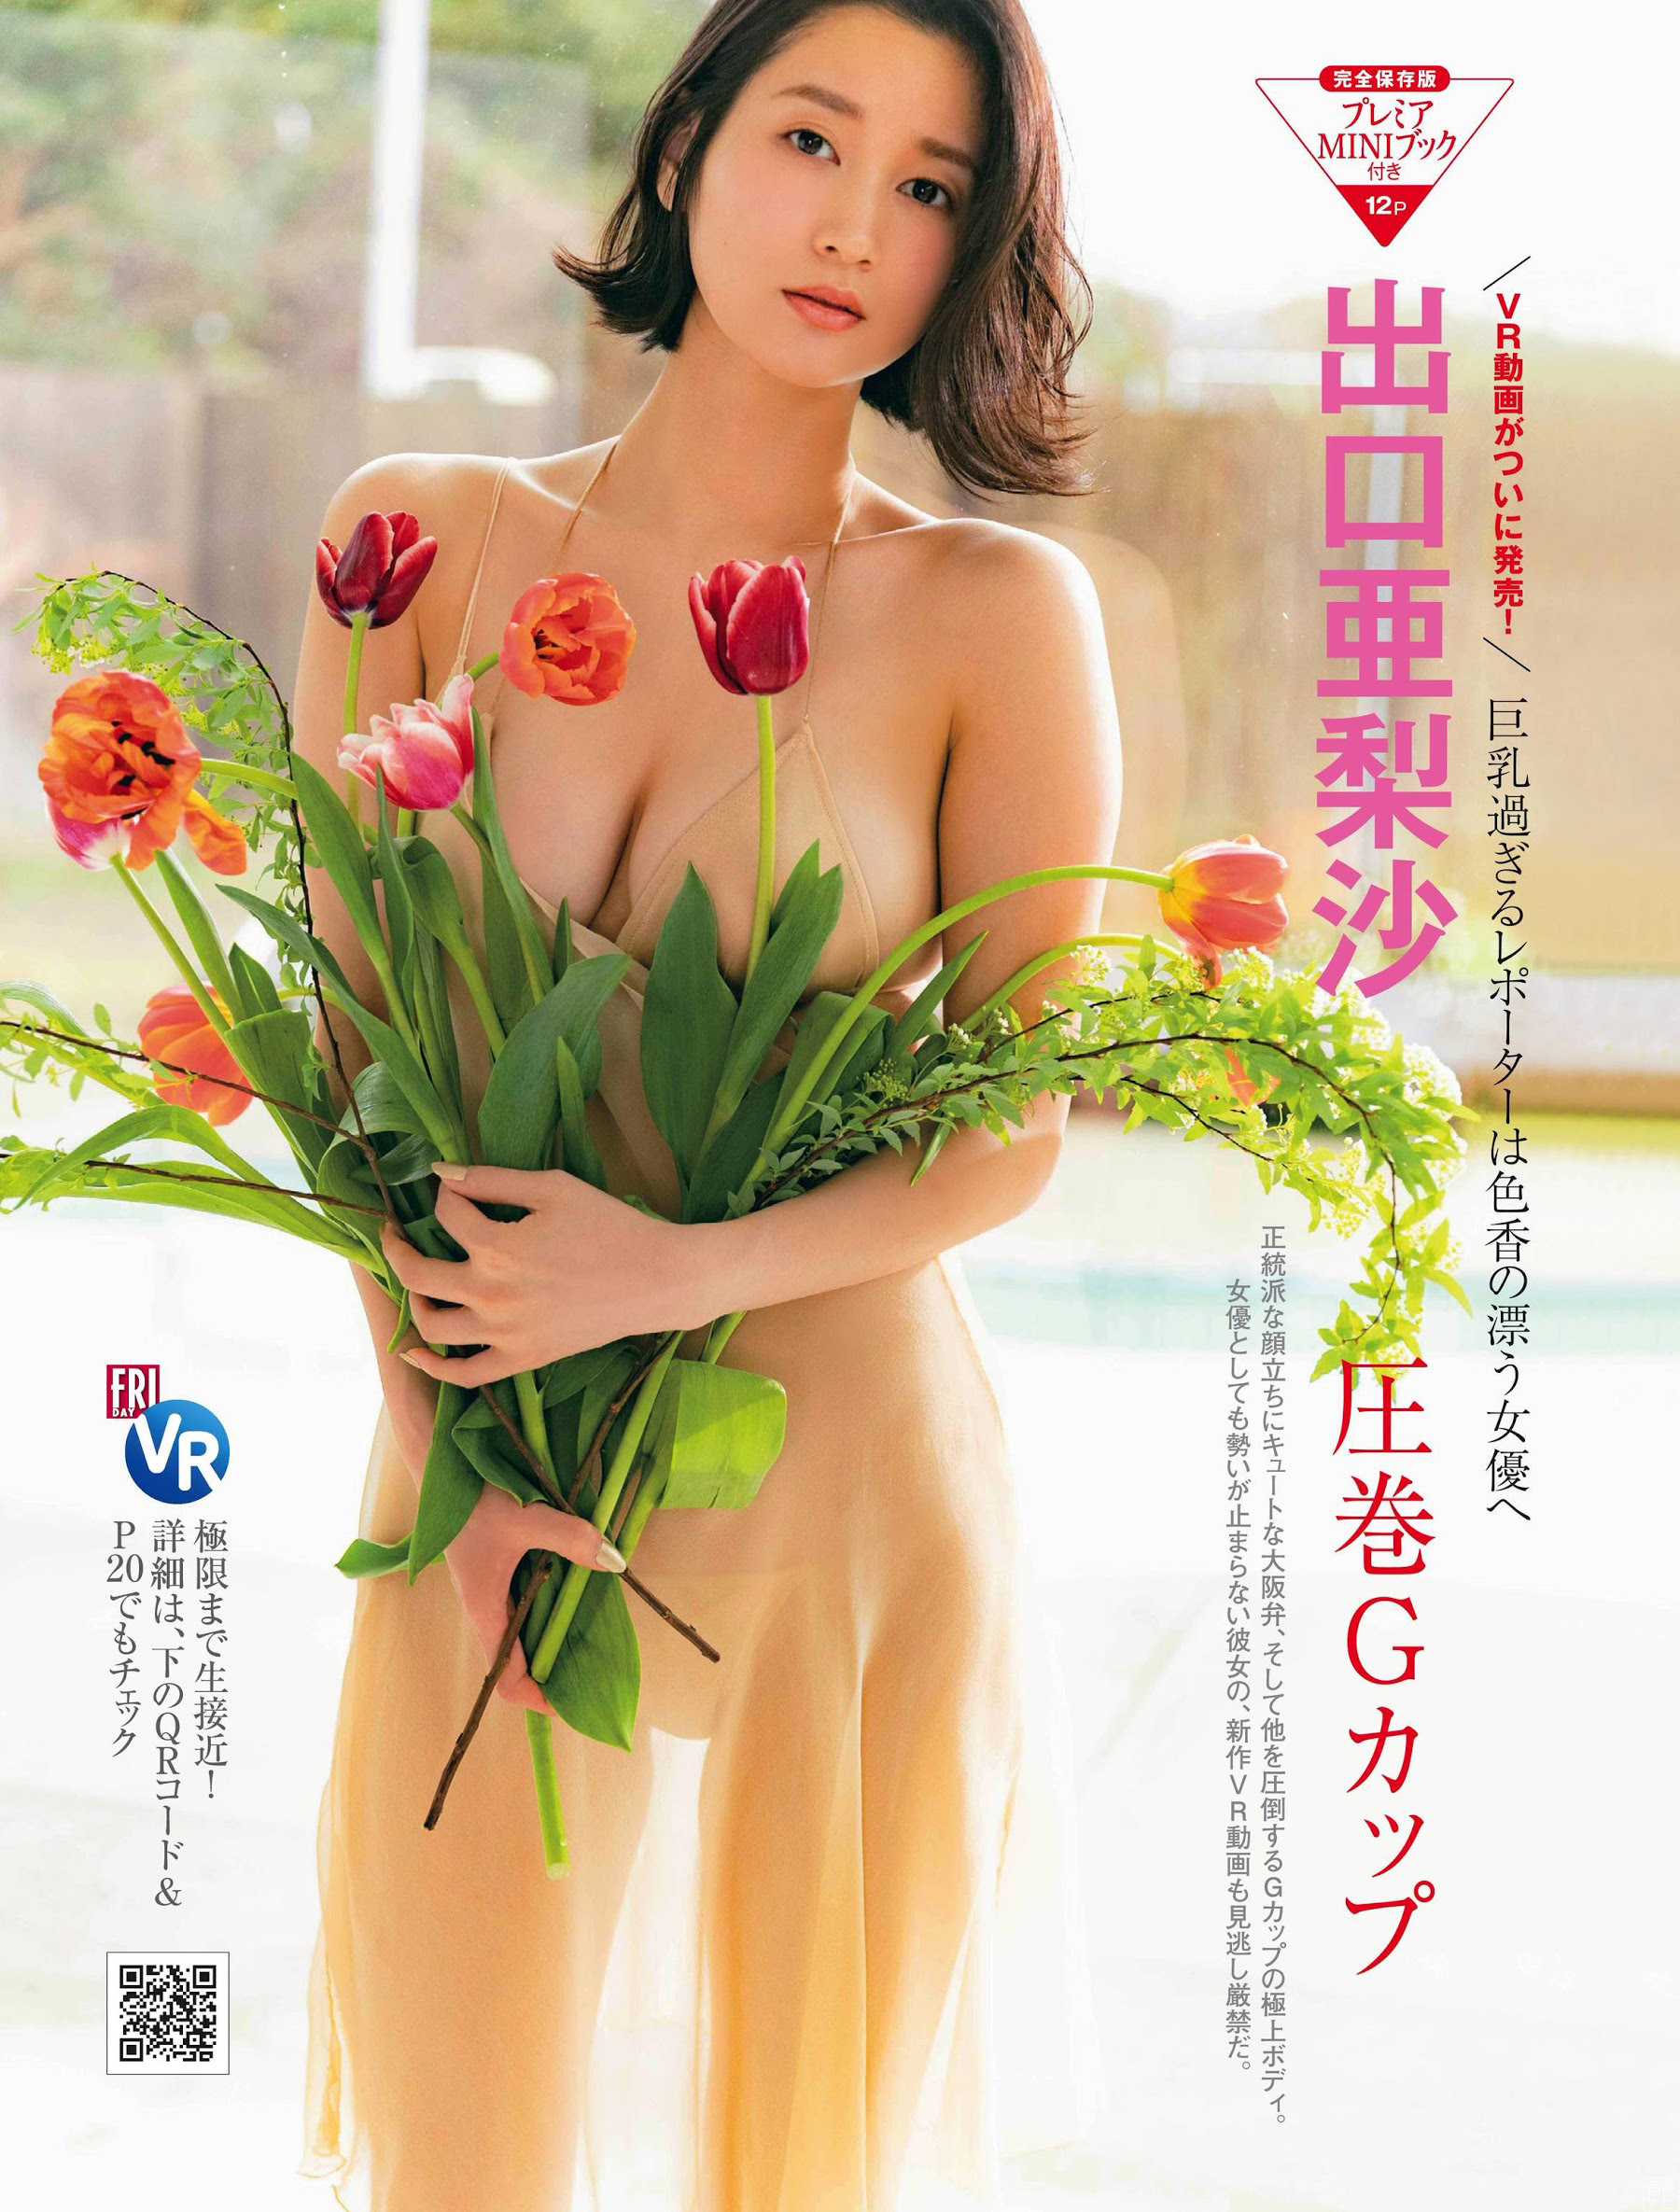 完全保存版
プレミア
MINIブック
付き
12P
VR動画がついに発売！
巨乳過ぎるレポーターは色香の漂う女優へ
出口亜梨沙
圧巻Gカップ
正統派な顔立ちにキュートな大阪弁、そして他を圧倒するGカップの極上ボディ。
女優としても勢いが止まらない彼女の、新作VR動画も見逃し厳禁だ。
FRI
DAY
VR
極限まで生接近！
詳細は、下のQRコード＆
P20でもチェック